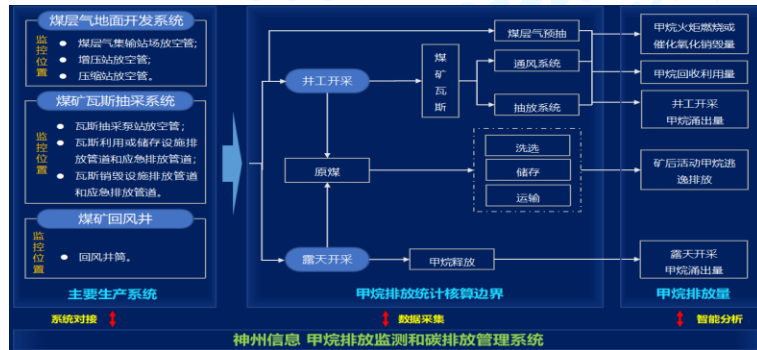 煤层气地面开发系统
监控位置
煤层气集输站场放空管;
增压站放空管;
压缩站放空管。
煤矿瓦斯抽采系统
监控位置
瓦斯抽采泵站放空管;
瓦斯利用或储存设施排
放管道和应急排放管道;
瓦斯销毁设施排放管道
和应急排放管道。
煤矿回风井
监控位置
回风井筒。
主要生产系统
井工开采
煤矿瓦斯
煤层气预抽
通风系统
抽放系统
原煤
洗选
储存
运输
露天开采
甲烷释放
甲烷排放统计核算边界
甲烷火炬燃烧或
催化氧化销毁量
甲烷回收利用量
井工开采
甲烷涌出量
矿后活动甲烷逃
逸排放
露天开采
甲烷涌出量
甲烷排放量
系统对接
数据采集
智能分析
神州信息 甲烷排放监测和碳排放管理系统